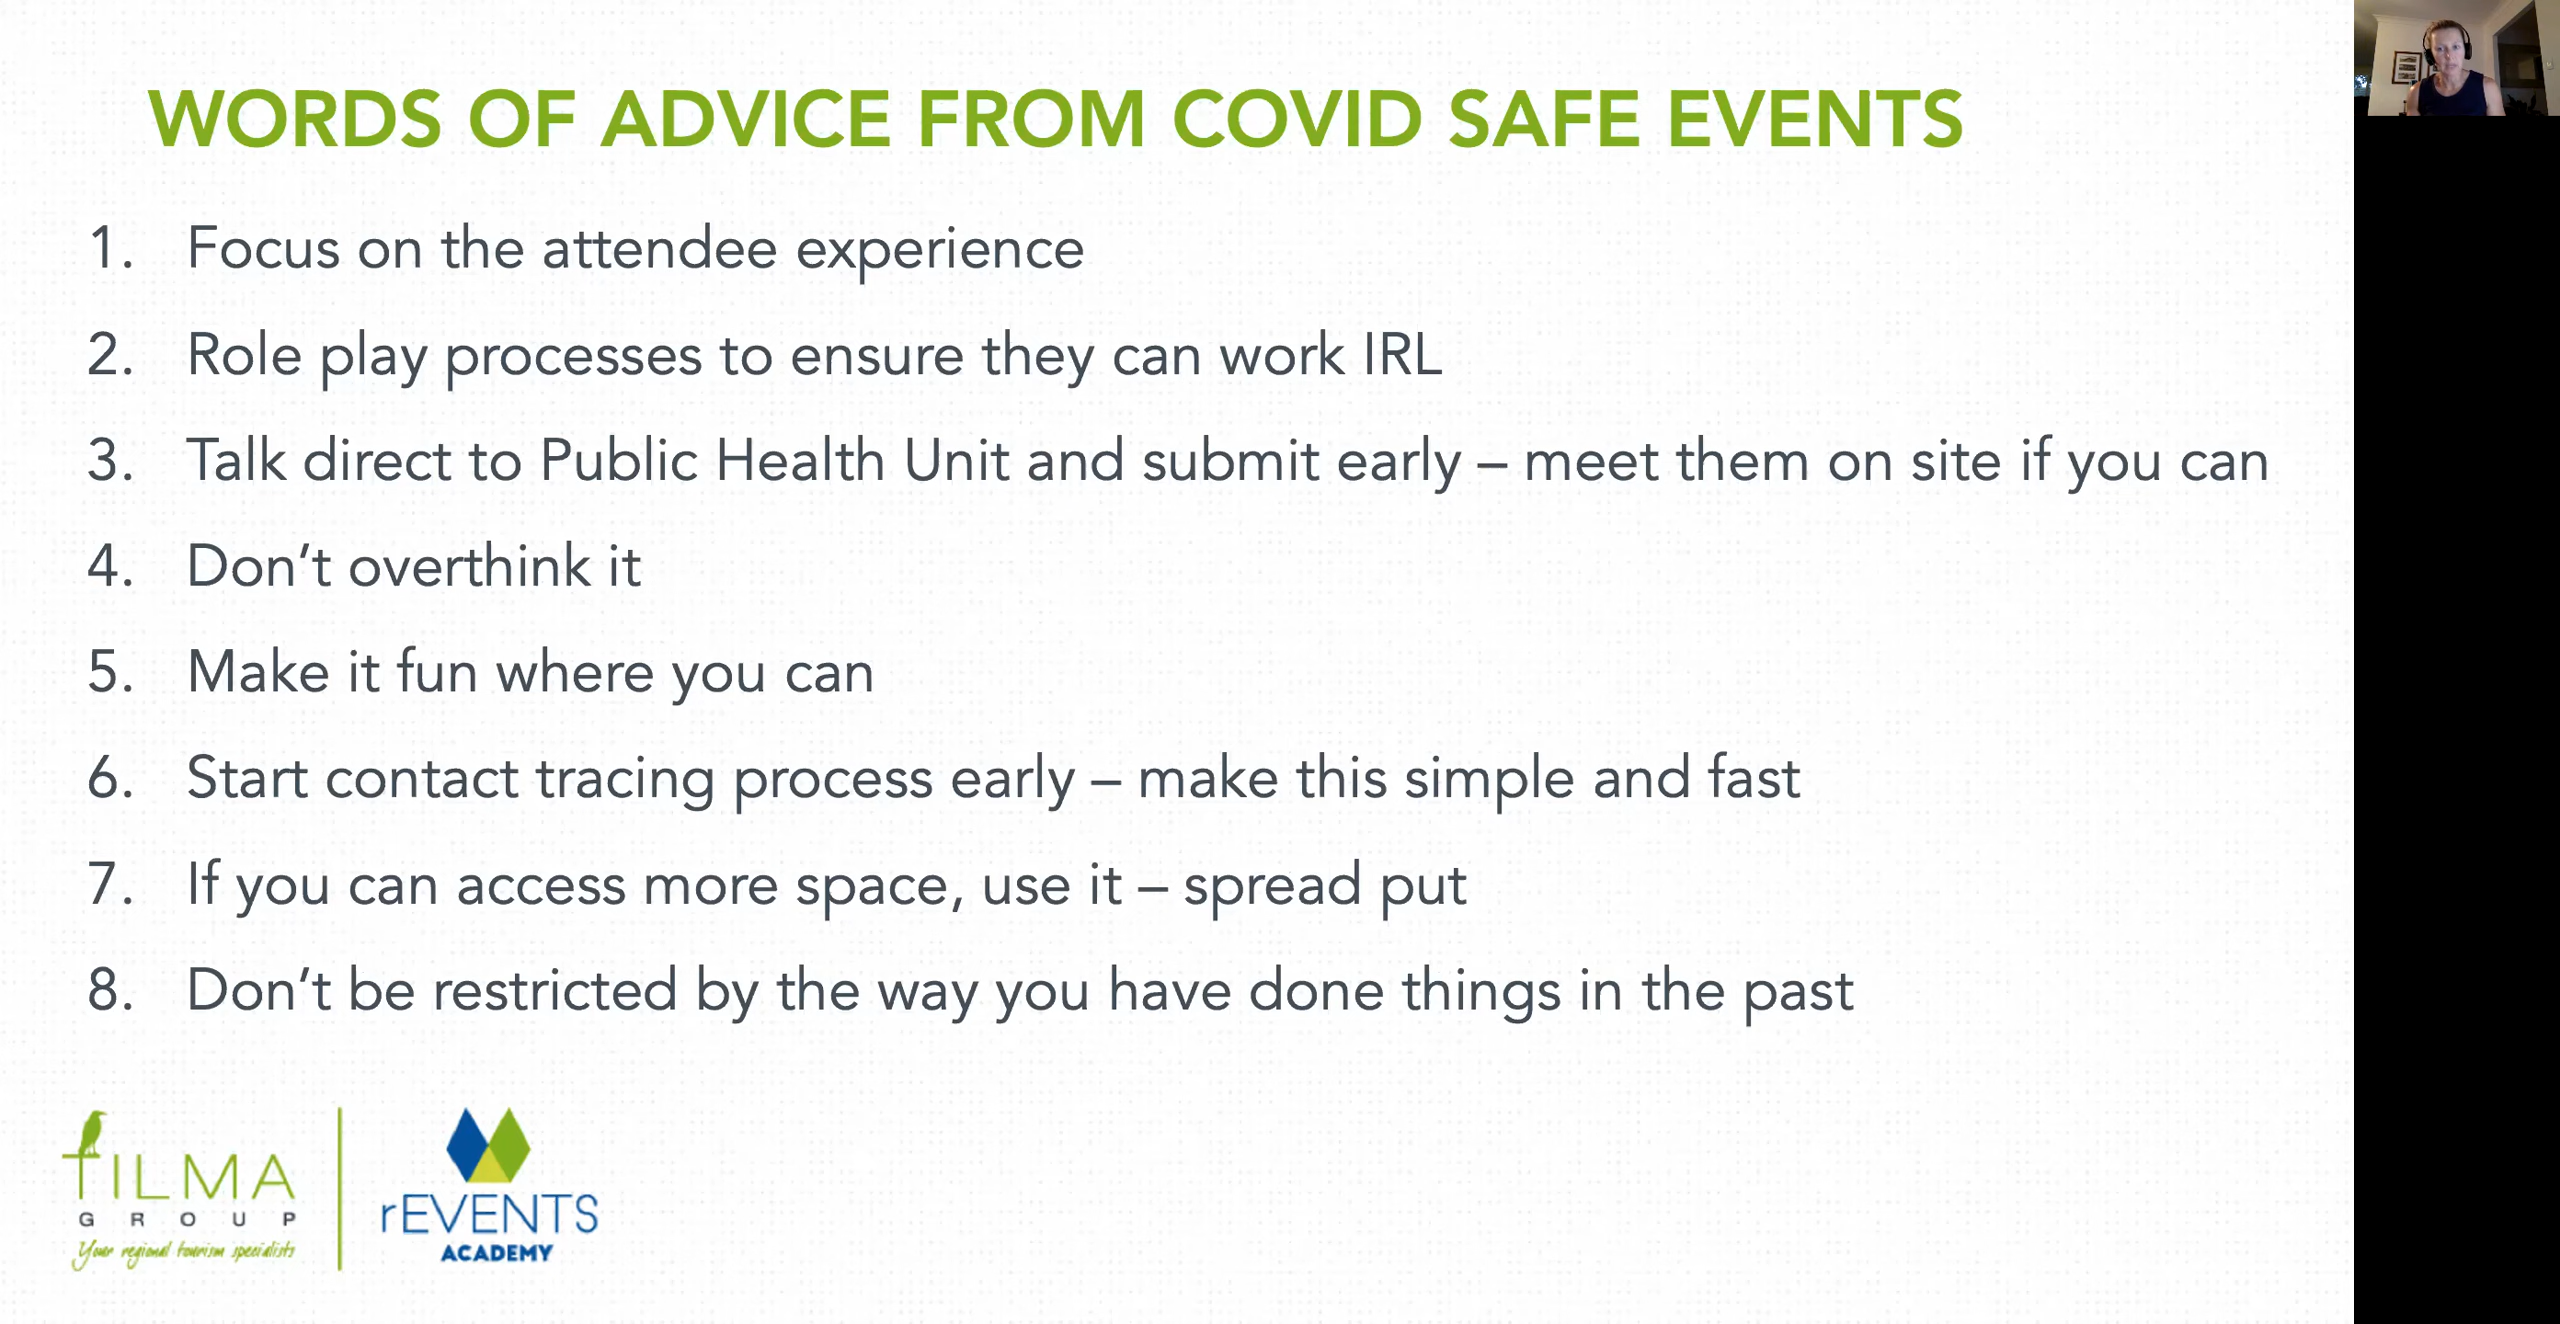 WORDS OF ADVICE FROM COVID SAFE EVENTS
1. Focus on the attendee experience
2. Role play processes to ensure they can work IRL
3. Talk direct to Public Health Unit and submit early – meet them on site if you can
4. Don’t overthink it
5. Make it fun where you can
6. Start contact tracing process early – make this simple and fast
7. If you can access more space, use it – spread put
8. Don’t be restricted by the way you have done things in the past
tILMA
GROUP
Your regional tourism specialists
rEVENTS
ACADEMY